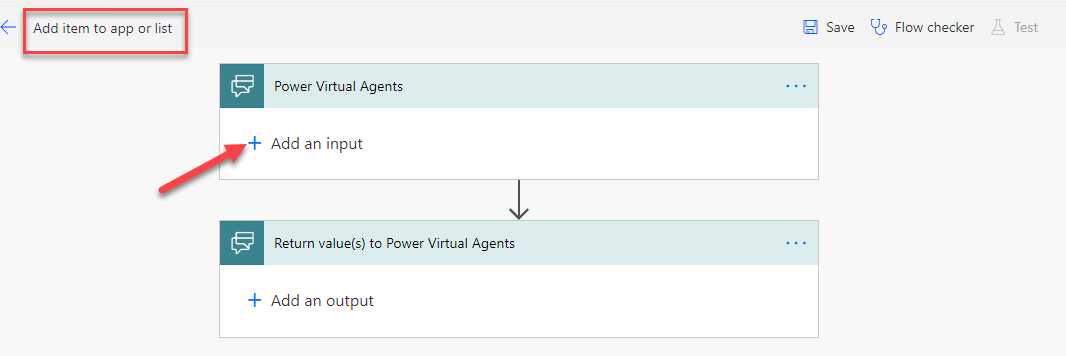 Add item to app or list
Save
Flow checker
Test
Power Virtual Agents
Add an input
Return value(s) to Power Virtual Agents
Add an output